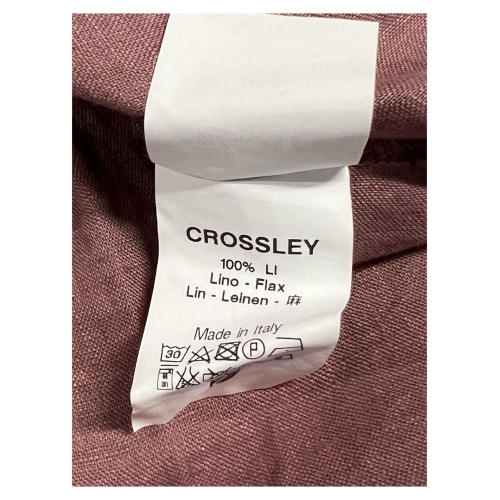 CROSSLEY
100% LI
Lino - Flax
Lin - Leinen - 麻
Made in Italy
30 P